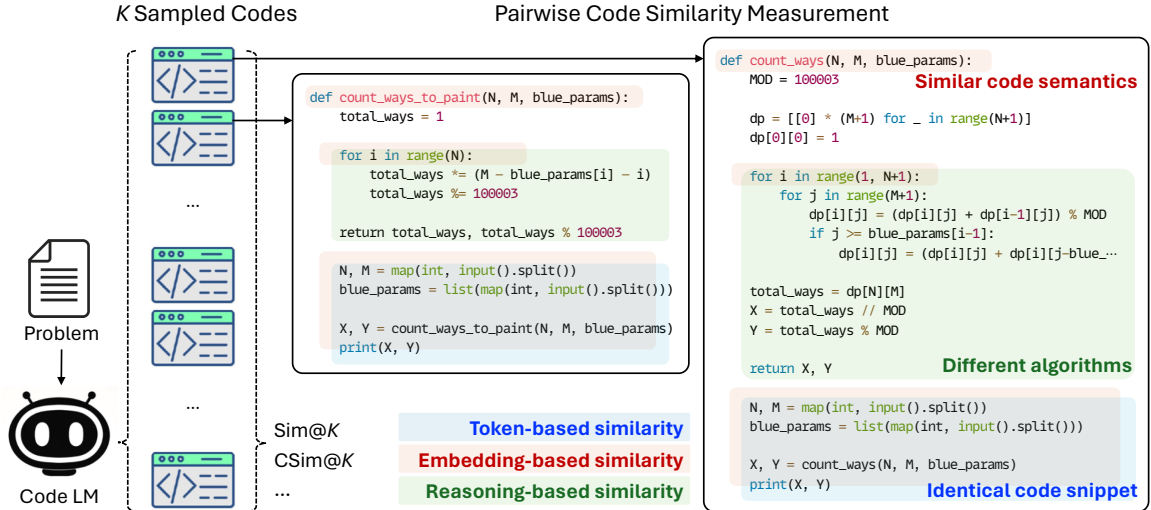 K Sampled Codes
Pairwise Code Similarity Measurement
</>
</>
...
</>
</>
...
</>
Problem
Code LM
def count_ways_to_paint(N, M, blue_params):
total_ways = 1
for i in range(N):
total_ways *= (M - blue_params[i] - i)
total_ways %= 100003
return total_ways, total_ways % 100003
N, M = map(int, input().split())
blue_params = list(map(int, input().split()))
X, Y = count_ways_to_paint(N, M, blue_params)
print(X, Y)
def count_ways(N, M, blue_params):
MOD = 100003
Similar code semantics
dp = [[0] * (M+1) for _ in range(N+1)]
dp[0][0] = 1
for i in range(1, N+1):
for j in range(M+1):
dp[i][j] = (dp[i][j] + dp[i-1][j]) % MOD
if j >= blue_params[i-1]:
dp[i][j] = (dp[i][j] + dp[i][j-blue_…
total_ways = dp[N][M]
X = total_ways // MOD
Y = total_ways % MOD
return X, Y
Different algorithms
N, M = map(int, input().split())
blue_params = list(map(int, input().split()))
X, Y = count_ways(N, M, blue_params)
print(X, Y)
Identical code snippet
Sim@K
CSim@K
...
Token-based similarity
Embedding-based similarity
Reasoning-based similarity